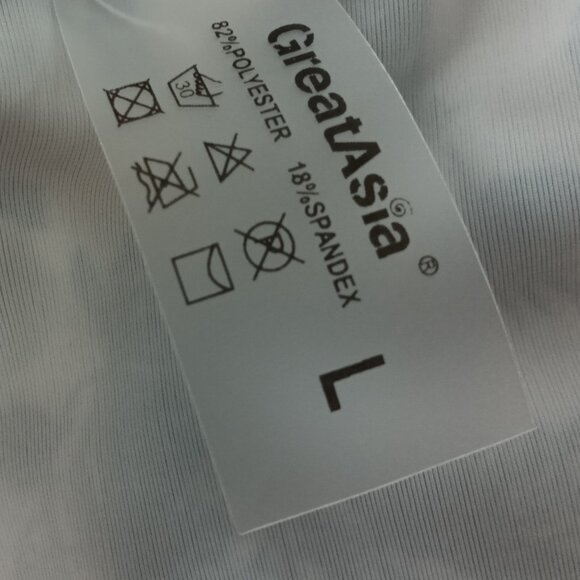 GreatAsia®
82%POLYESTER
18%SPANDEX
30
L